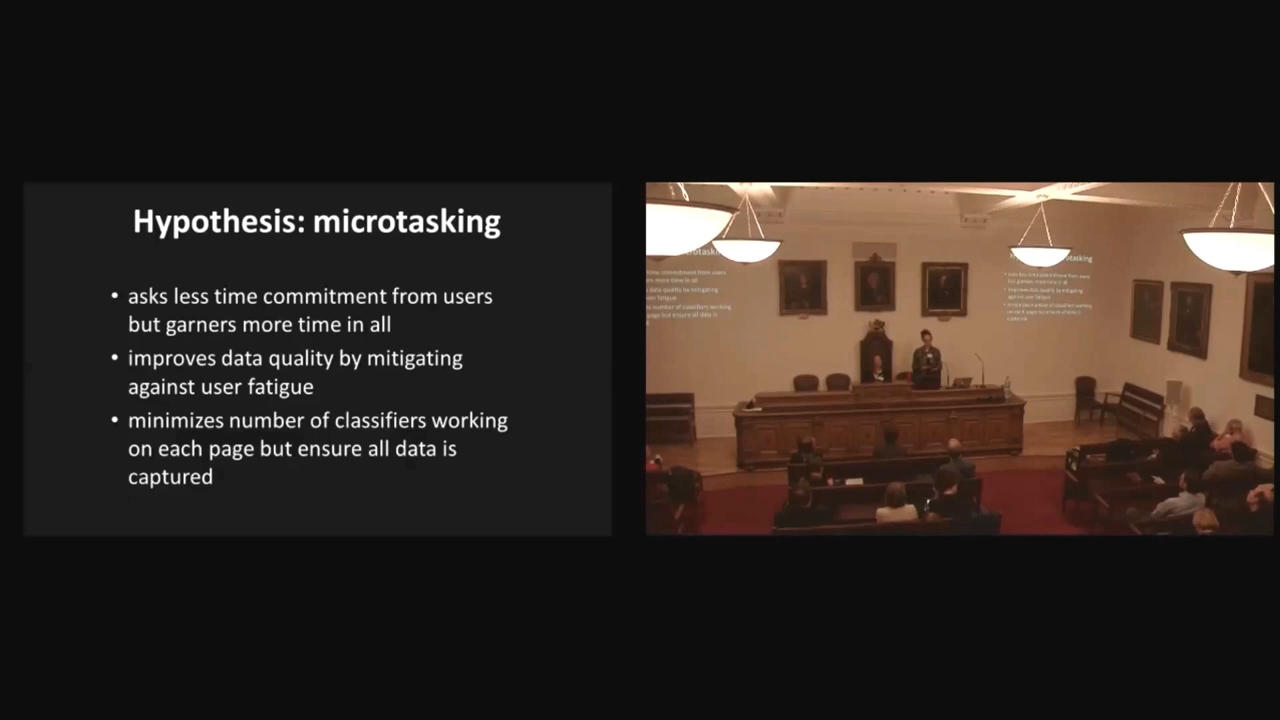 Hypothesis: microtasking
• asks less time commitment from users
but garners more time in all
• improves data quality by mitigating
against user fatigue
• minimizes number of classifiers working
on each page but ensure all data is
captured